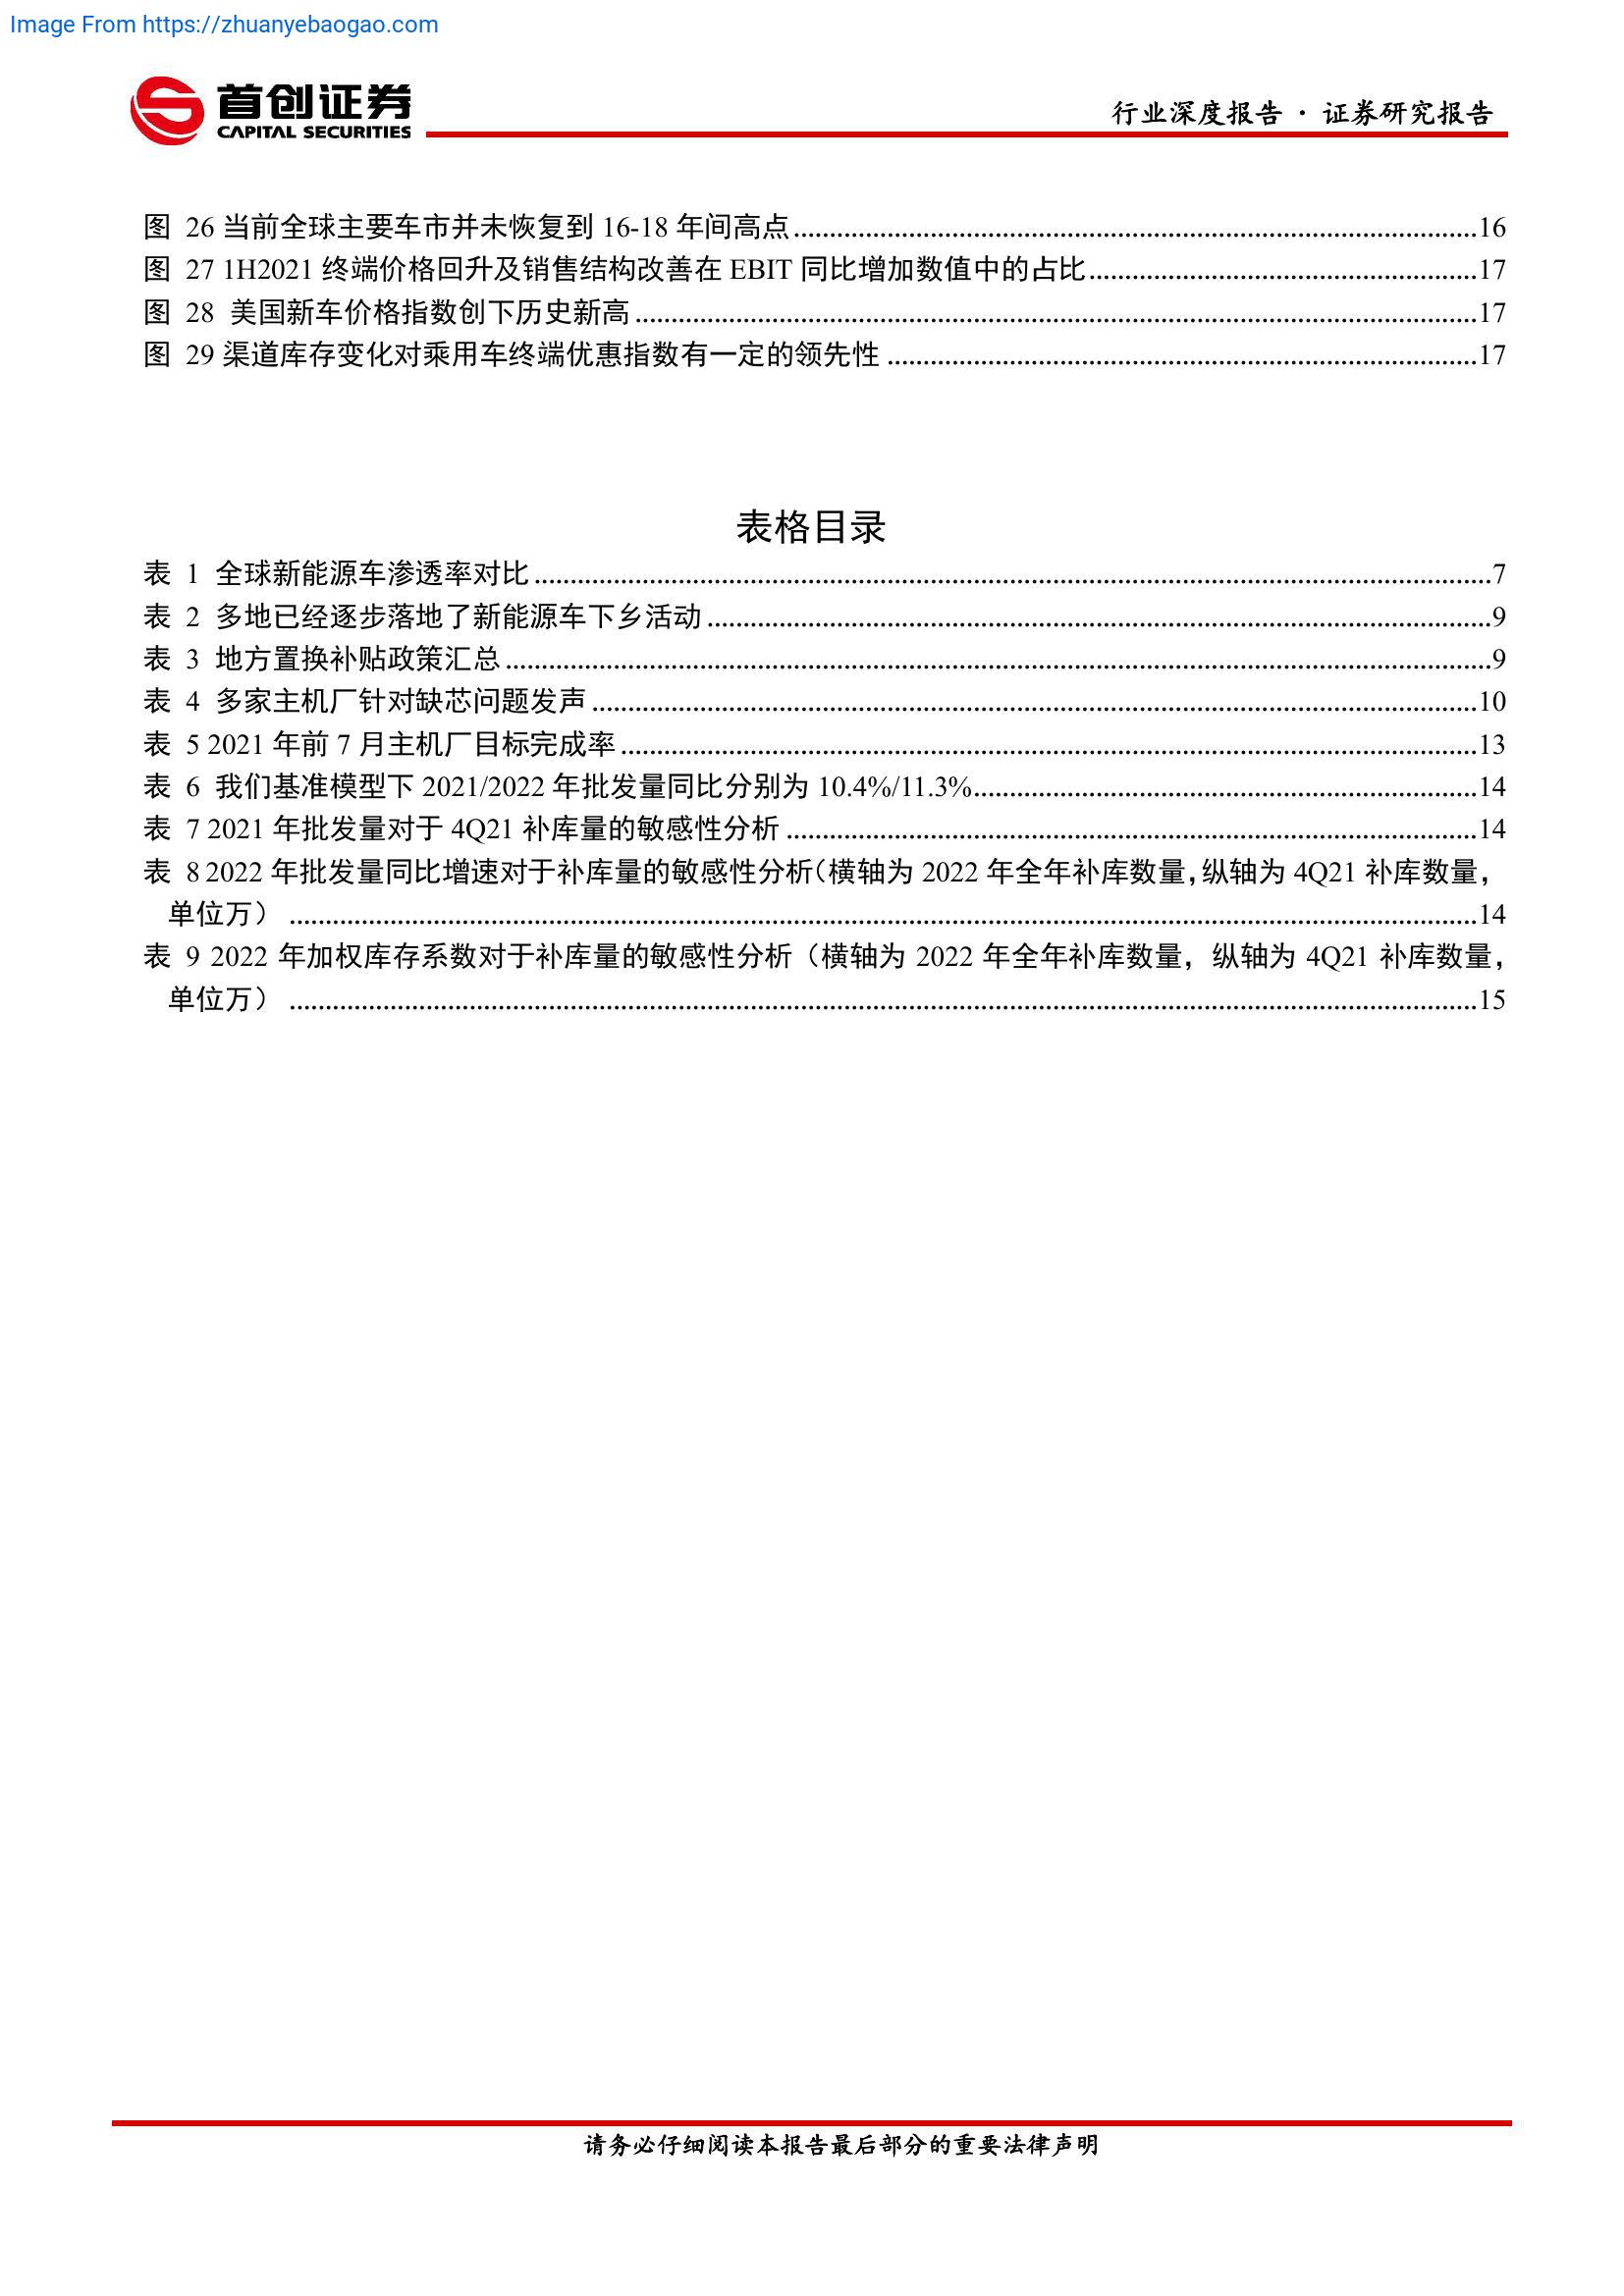 Image From https://zhuanyebaogao.com
首创证券
CAPITAL SECURITIES
行业深度报告 · 证券研究报告
图 26 当前全球主要车市并未恢复到 16-18 年间高点................16
图 27 1H2021 终端价格回升及销售结构改善在 EBIT 同比增加数值中的占比................17
图 28 美国新车价格指数创下历史新高................17
图 29 渠道库存变化对乘用车终端优惠指数有一定的领先性................17
表格目录
表 1 全球新能源车渗透率对比................7
表 2 多地已经逐步落地了新能源车下乡活动................9
表 3 地方置换补贴政策汇总................9
表 4 多家主机厂针对缺芯问题发声................10
表 5 2021 年前 7 月主机厂目标完成率................13
表 6 我们基准模型下 2021/2022 年批发量同比分别为 10.4%/11.3%................14
表 7 2021 年批发量对于 4Q21 补库量的敏感性分析................14
表 8 2022 年批发量同比增速对于补库量的敏感性分析（横轴为 2022 年全年补库数量，纵轴为 4Q21 补库数量，
单位万）................14
表 9 2022 年加权库存系数对于补库量的敏感性分析（横轴为 2022 年全年补库数量，纵轴为 4Q21 补库数量，
单位万）................15
请务必仔细阅读本报告最后部分的重要法律声明